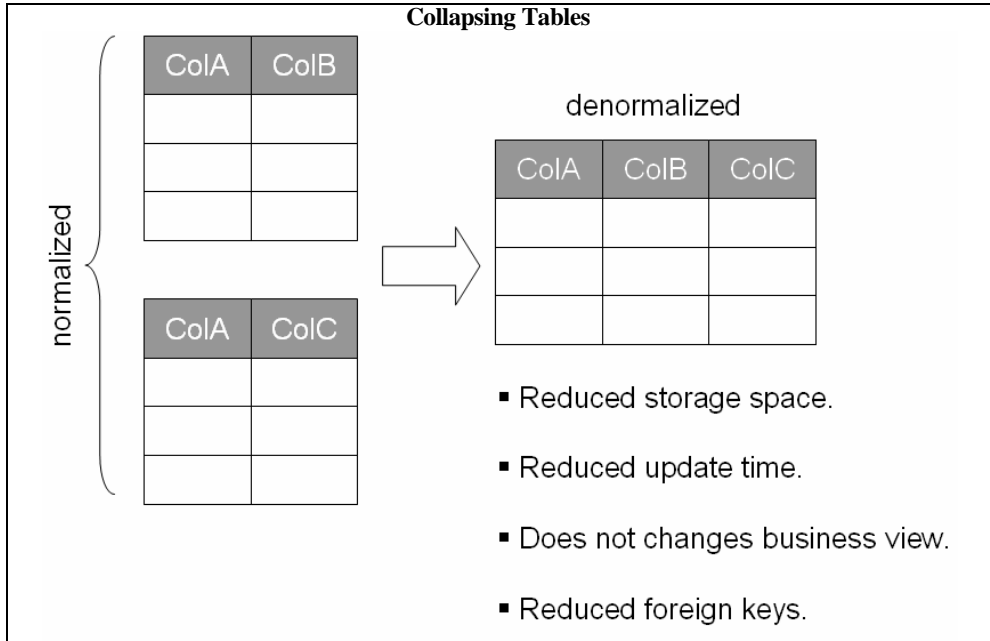 Collapsing Tables
normalized
ColA ColB
ColA ColC
denormalized
ColA ColB ColC
▪ Reduced storage space.
▪ Reduced update time.
▪ Does not changes business view.
▪ Reduced foreign keys.